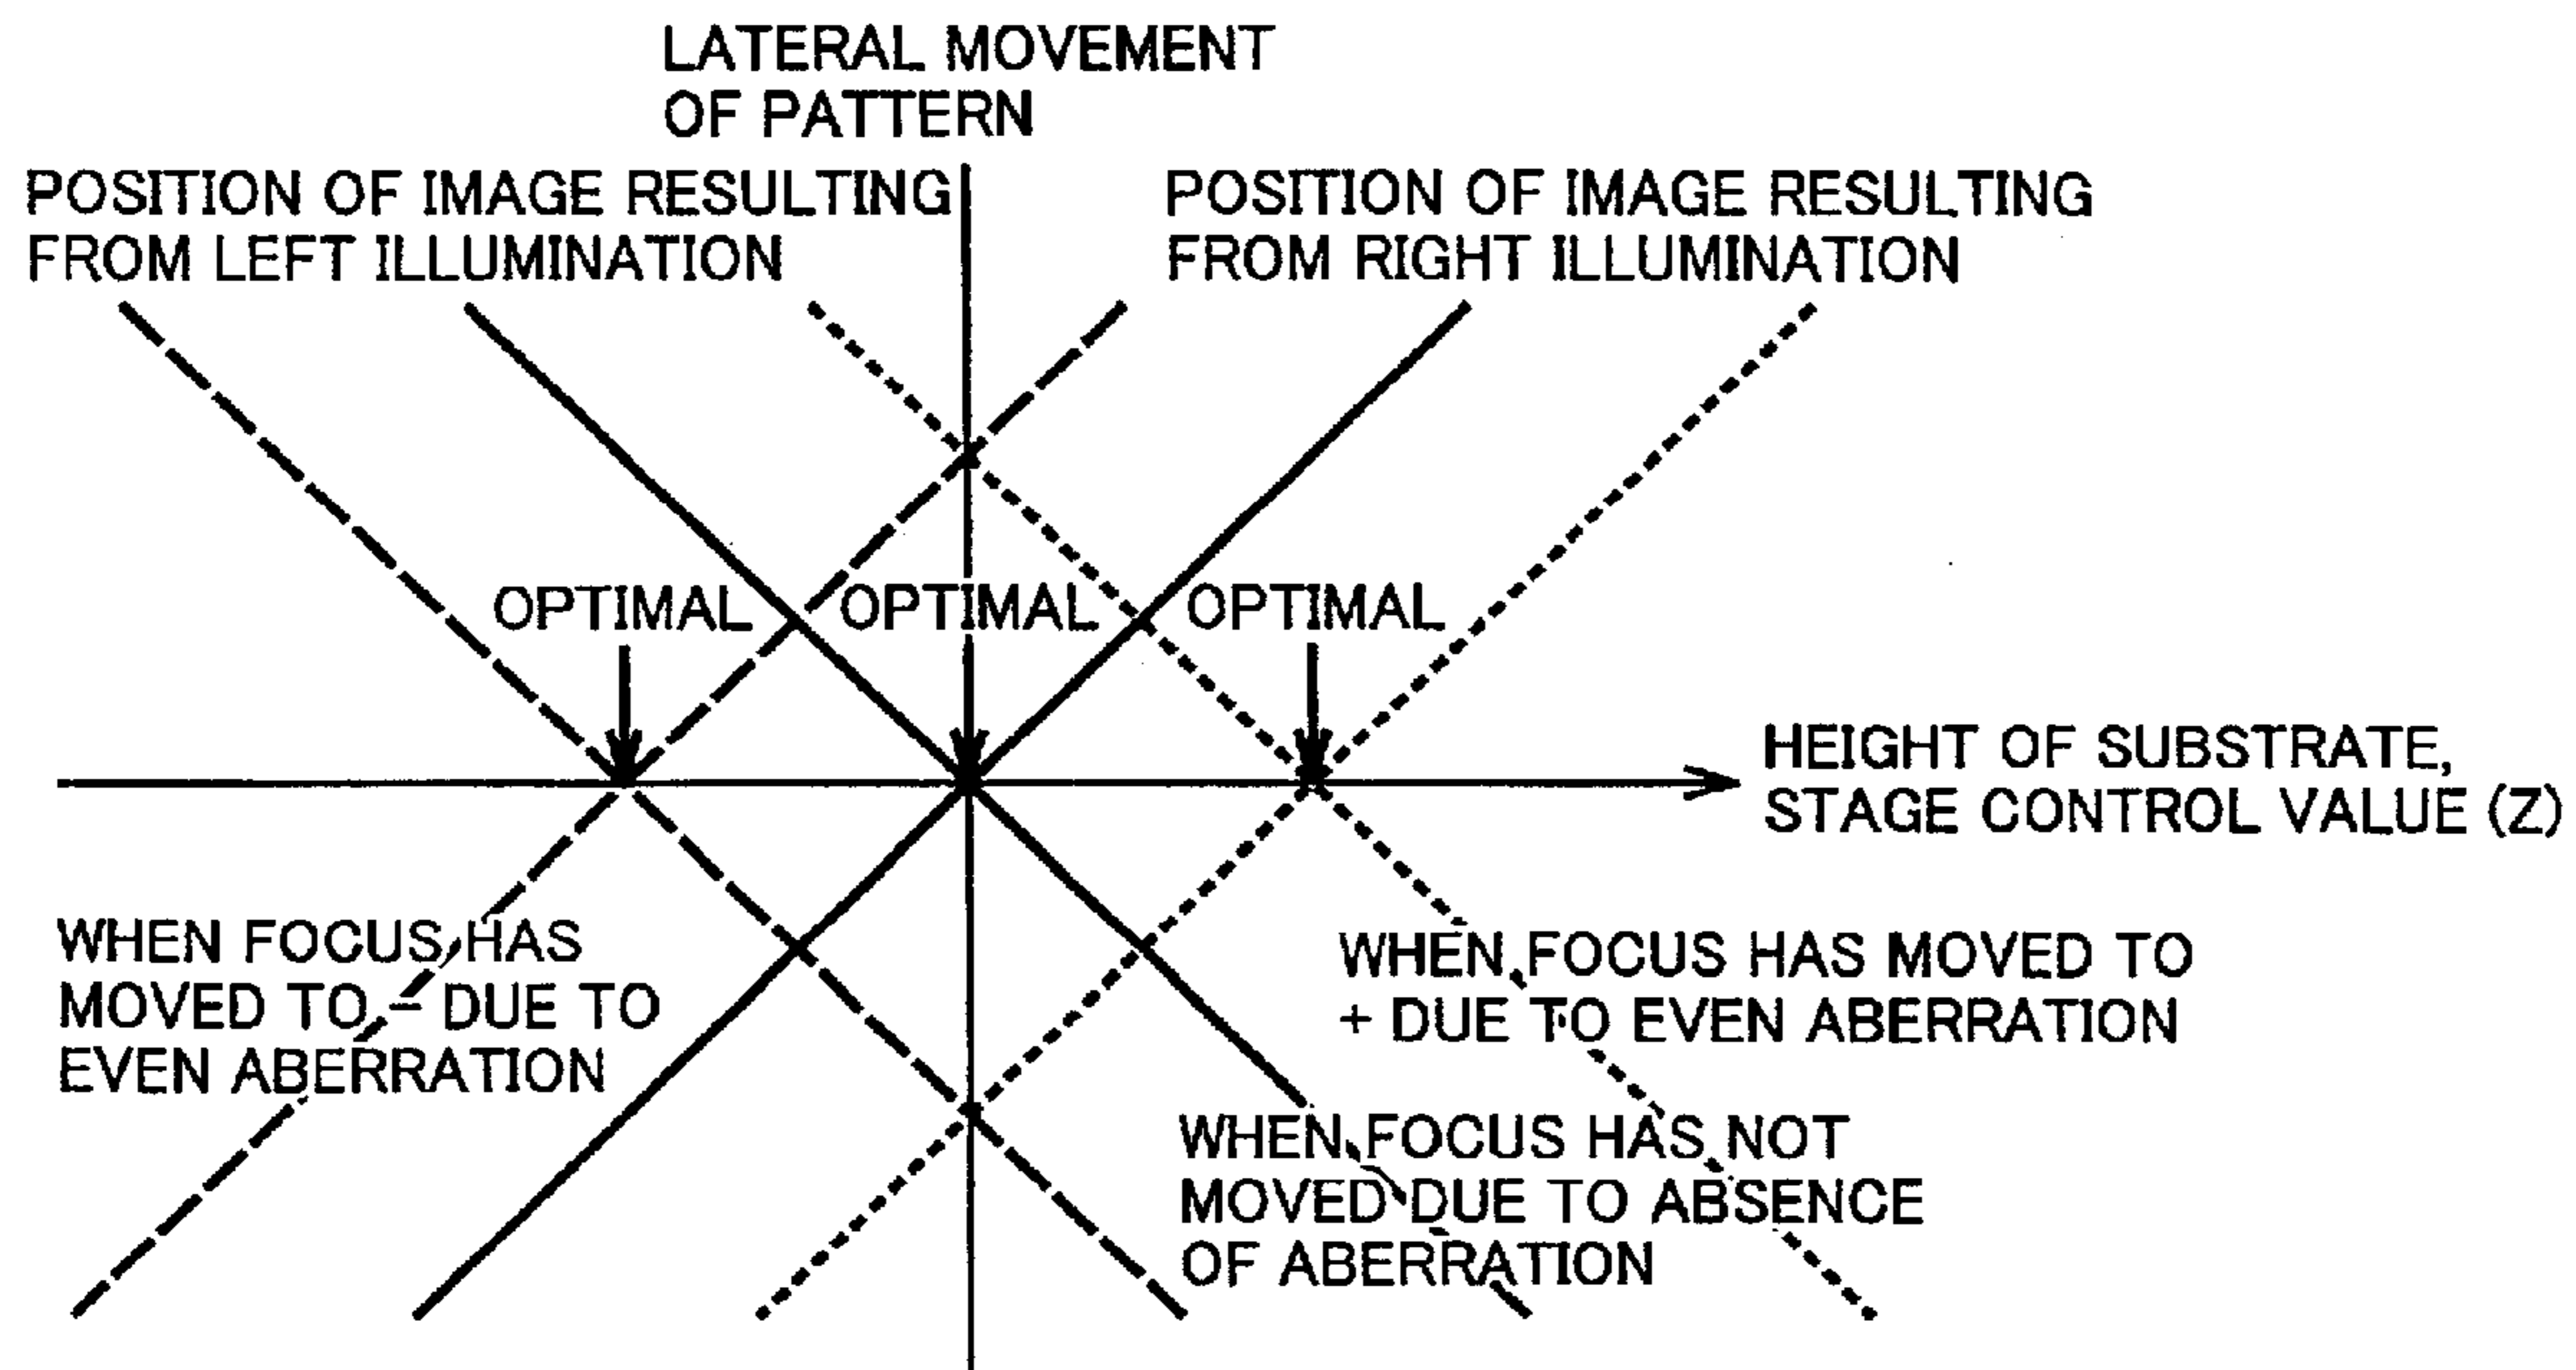 LATERAL MOVEMENT
OF PATTERN
POSITION OF IMAGE RESULTING
FROM LEFT ILLUMINATION
POSITION OF IMAGE RESULTING
FROM RIGHT ILLUMINATION
OPTIMAL
OPTIMAL
OPTIMAL
HEIGHT OF SUBSTRATE,
STAGE CONTROL VALUE (Z)
WHEN FOCUS HAS
MOVED TO - DUE TO
EVEN ABERRATION
WHEN FOCUS HAS MOVED TO
+ DUE TO EVEN ABERRATION
WHEN FOCUS HAS NOT
MOVED DUE TO ABSENCE
OF ABERRATION